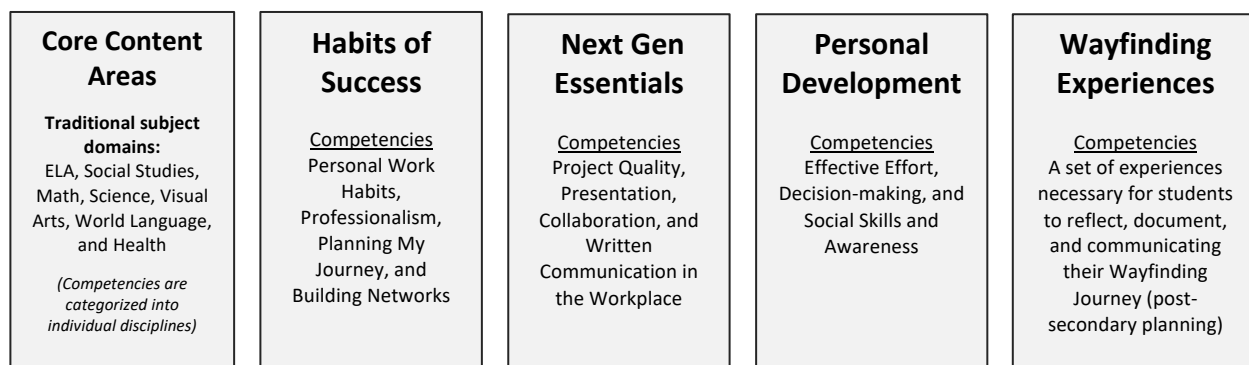 Core Content
Areas
Traditional subject
domains:
ELA, Social Studies,
Math, Science, Visual
Arts, World Language,
and Health
(Competencies are
categorized into
individual disciplines)
Habits of
Success
Competencies
Personal Work
Habits,
Professionalism,
Planning My
Journey, and
Building Networks
Next Gen
Essentials
Competencies
Project Quality,
Presentation,
Collaboration, and
Written
Communication in
the Workplace
Personal
Development
Competencies
Effective Effort,
Decision-making, and
Social Skills and
Awareness
Wayfinding
Experiences
Competencies
A set of experiences
necessary for students
to reflect, document,
and communicating
their Wayfinding
Journey (post-
secondary planning)